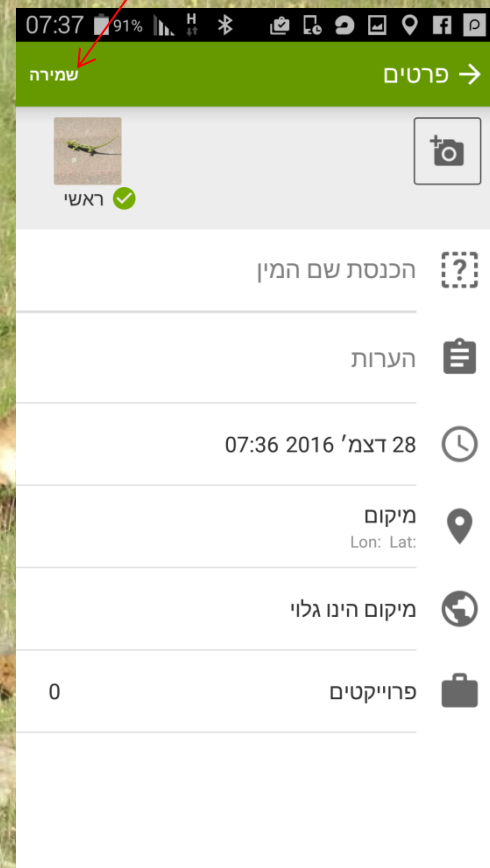 07:37 91% H
פרטים
שמירה
ראשי
הכנסת שם המין
הערות
28 דצמ׳ 2016 07:36
מיקום
Lon: Lat:
מיקום הינו גלוי
פרוייקטים 0